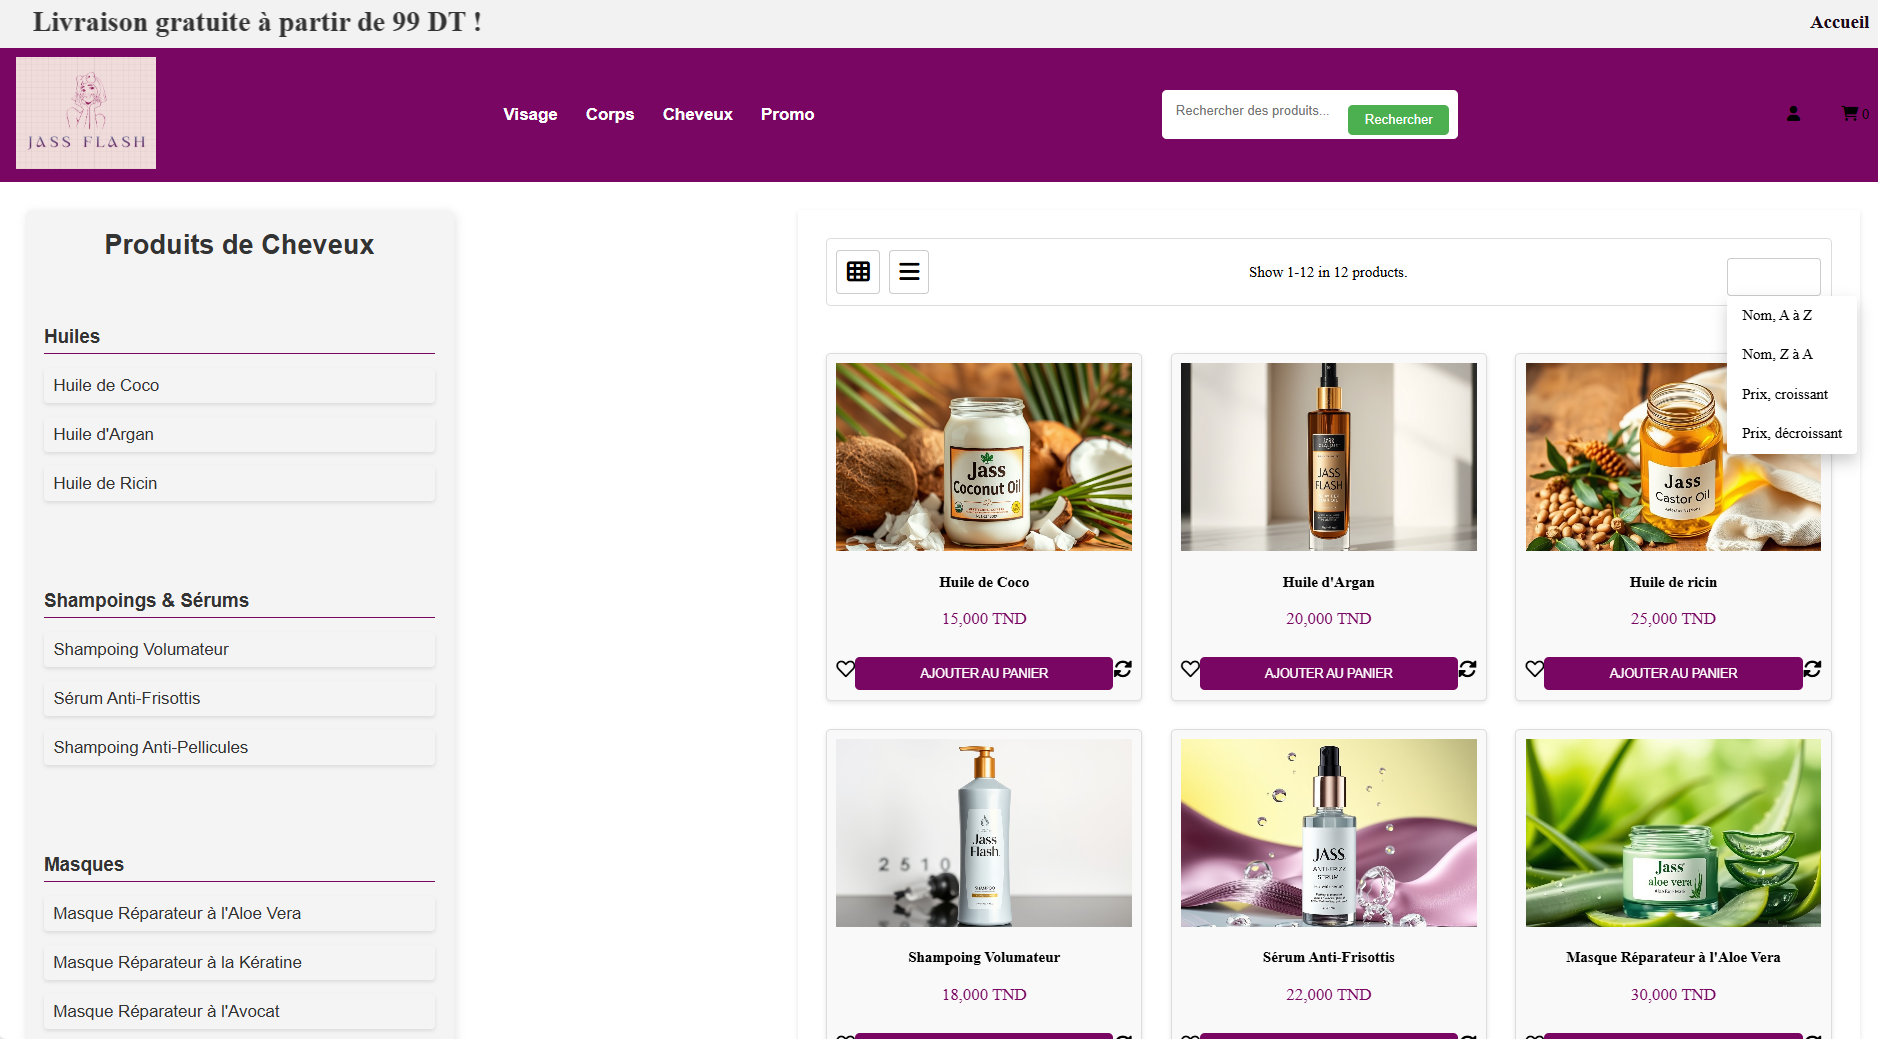 Livraison gratuite à partir de 99 DT !
Accueil
JASS FLASH
Visage
Corps
Cheveux
Promo
Rechercher des produits...
Rechercher
0
Produits de Cheveux
Huiles
Huile de Coco
Huile d'Argan
Huile de Ricin
Shampoings & Sérums
Shampoing Volumateur
Sérum Anti-Frisottis
Shampoing Anti-Pellicules
Masques
Masque Réparateur à l'Aloe Vera
Masque Réparateur à la Kératine
Masque Réparateur à l'Avocat
Show 1-12 in 12 products.
Nom, A à Z
Nom, Z à A
Prix, croissant
Prix, décroissant
Jass
Coconut Oil
JASS
FLASH
Jass
Castor Oil
Huile de Coco
15,000 TND
AJOUTER AU PANIER
Huile d'Argan
20,000 TND
AJOUTER AU PANIER
Huile de ricin
25,000 TND
AJOUTER AU PANIER
2510
Jass
Flash
SHAMPOO
JASS
ANTI-FRIZZ
SERUM
Jass
aloe vera
Shampoing Volumateur
18,000 TND
Sérum Anti-Frisottis
22,000 TND
Masque Réparateur à l'Aloe Vera
30,000 TND